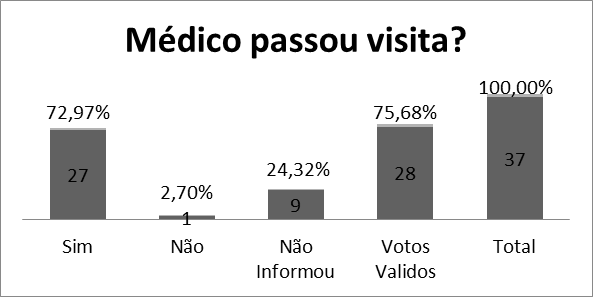 Médico passou visita?
72,97%
2,70%
24,32%
75,68%
100,00%
27
1
9
28
37
Sim
Não
Não Informou
Votos Validos
Total